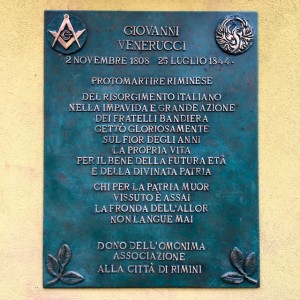 GIOVANNI
VENERUCCI
2 NOVEMBRE 1808 - 25 LUGLIO 1844
PROTOMARTIRE RIMINESE
DEL RISORGIMENTO ITALIANO
NELLA IMPAVIDA E GRANDE AZIONE
DEI FRATELLI BANDIERA
GETTÒ GLORIOSAMENTE
SUL FIOR DEGLI ANNI
LA PROPRIA VITA
PER IL BENE DELLA FUTURA ETÀ
E DELLA DIVINATA PATRIA
CHI PER LA PATRIA MUOR
VISSUTO È ASSAI
LA FRONDA DELL'ALLOR
NON LANGUE MAI
DONO DELL'OMONIMA
ASSOCIAZIONE
ALLA CITTÀ DI RIMINI